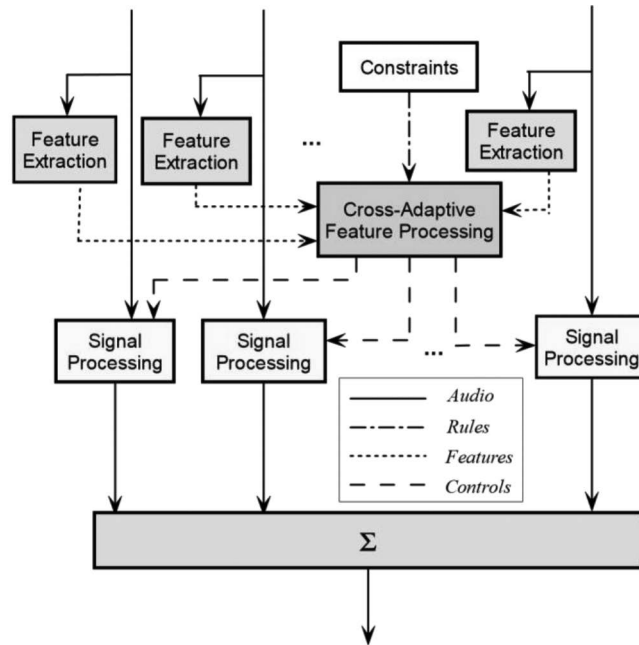 Constraints
Feature
Extraction
Feature
Extraction
...
Feature
Extraction
Cross-Adaptive
Feature Processing
Signal
Processing
Signal
Processing
...
Signal
Processing
Audio
Rules
Features
Controls
Σ